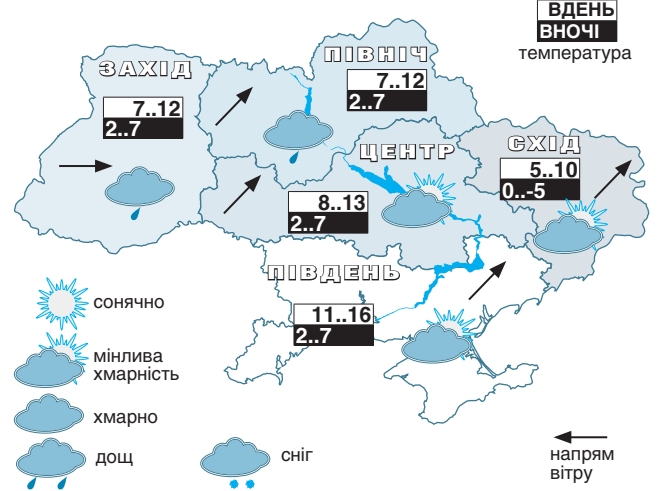 ВДЕНЬ
ВНОЧІ
температура
ЗАХІД
7..12
2..7
ПІВНІЧ
7..12
2..7
ЦЕНТР
8..13
2..7
СХІД
5..10
0..-5
ПІВДЕНЬ
11..16
2..7
сонячно
мінлива
хмарність
хмарно
дощ
сніг
напрям
вітру